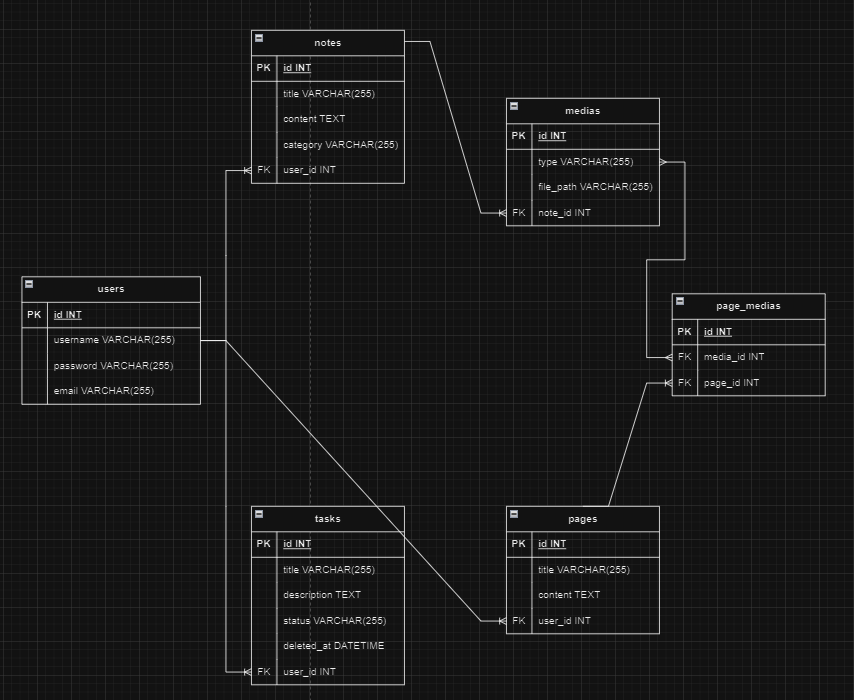 notes
PK id INT
title VARCHAR(255)
content TEXT
category VARCHAR(255)
FK user_id INT
medias
PK id INT
type VARCHAR(255)
file_path VARCHAR(255)
FK note_id INT
users
PK id INT
username VARCHAR(255)
password VARCHAR(255)
email VARCHAR(255)
page_medias
PK id INT
FK media_id INT
FK page_id INT
tasks
PK id INT
title VARCHAR(255)
description TEXT
status VARCHAR(255)
deleted_at DATETIME
FK user_id INT
pages
PK id INT
title VARCHAR(255)
content TEXT
FK user_id INT